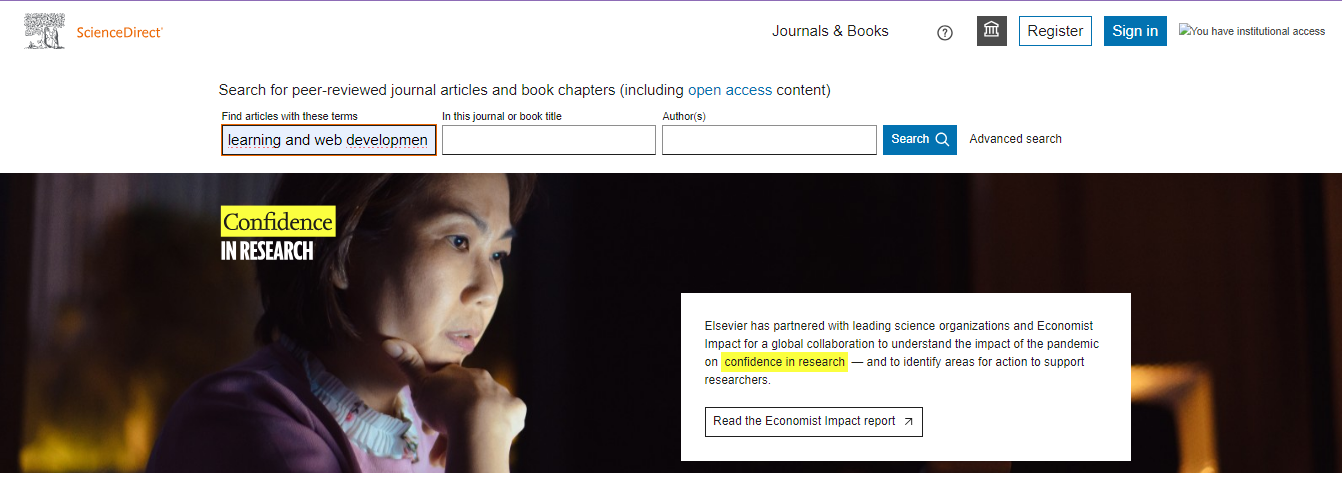 ScienceDirect
Journals & Books
?
Register
Sign in
You have institutional access
Search for peer-reviewed journal articles and book chapters (including open access content)
Find articles with these terms
In this journal or book title
Author(s)
learning and web developmen
Search
Advanced search
Confidence
IN RESEARCH
Elsevier has partnered with leading science organizations and Economist
Impact for a global collaboration to understand the impact of the pandemic
on confidence in research — and to identify areas for action to support
researchers.
Read the Economist Impact report